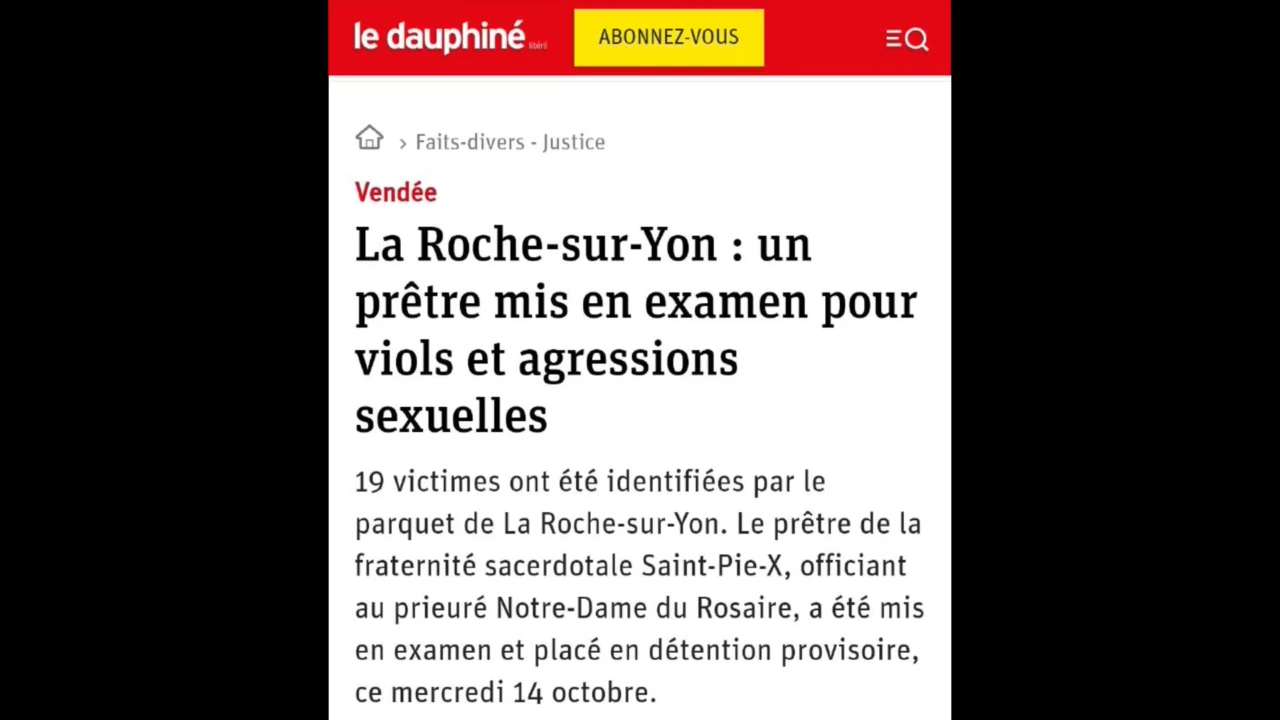 le dauphiné libéré
ABONNEZ-VOUS
› Faits-divers - Justice
Vendée
La Roche-sur-Yon : un
prêtre mis en examen pour
viols et agressions
sexuelles
19 victimes ont été identifiées par le
parquet de La Roche-sur-Yon. Le prêtre de la
fraternité sacerdotale Saint-Pie-X, officiant
au prieuré Notre-Dame du Rosaire, a été mis
en examen et placé en détention provisoire,
ce mercredi 14 octobre.